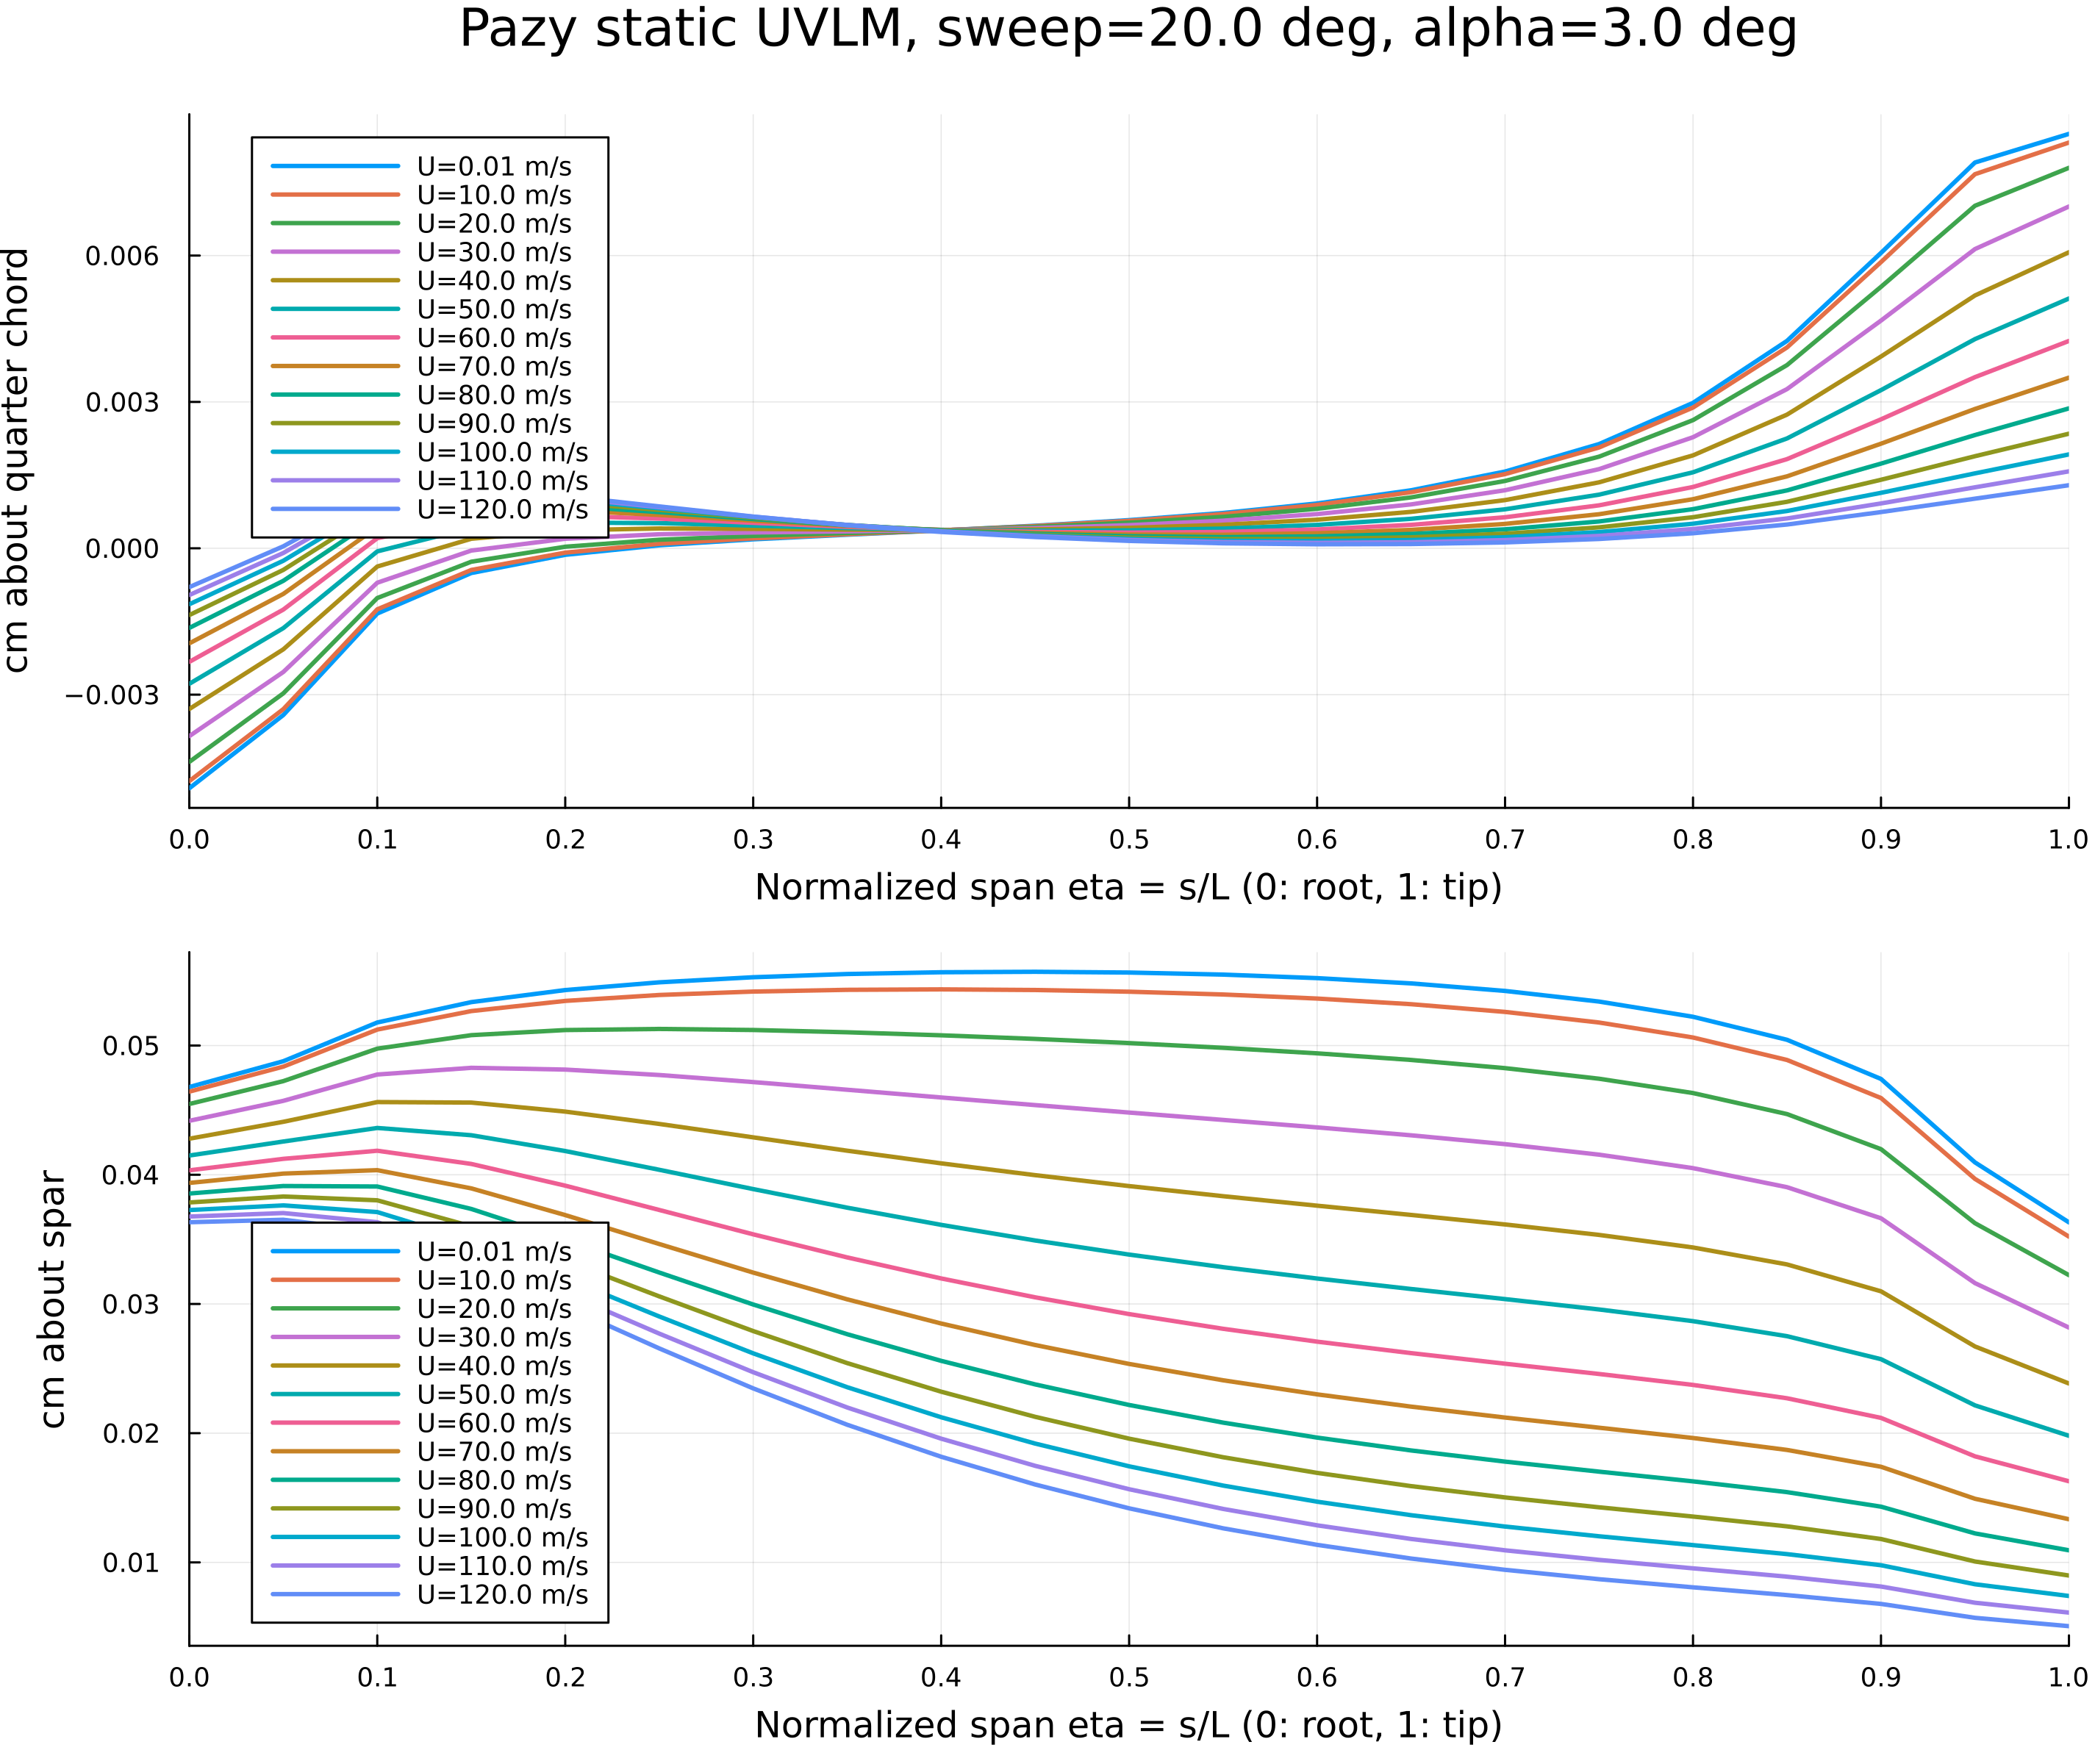 Pazy static UVLM, sweep=20.0 deg, alpha=3.0 deg
cm about quarter chord
0.006
0.003
0.000
−0.003
U=0.01 m/s
U=10.0 m/s
U=20.0 m/s
U=30.0 m/s
U=40.0 m/s
U=50.0 m/s
U=60.0 m/s
U=70.0 m/s
U=80.0 m/s
U=90.0 m/s
U=100.0 m/s
U=110.0 m/s
U=120.0 m/s
0.0 0.1 0.2 0.3 0.4 0.5 0.6 0.7 0.8 0.9 1.0
Normalized span eta = s/L (0: root, 1: tip)
cm about spar
0.05
0.04
0.03
0.02
0.01
U=0.01 m/s
U=10.0 m/s
U=20.0 m/s
U=30.0 m/s
U=40.0 m/s
U=50.0 m/s
U=60.0 m/s
U=70.0 m/s
U=80.0 m/s
U=90.0 m/s
U=100.0 m/s
U=110.0 m/s
U=120.0 m/s
0.0 0.1 0.2 0.3 0.4 0.5 0.6 0.7 0.8 0.9 1.0
Normalized span eta = s/L (0: root, 1: tip)